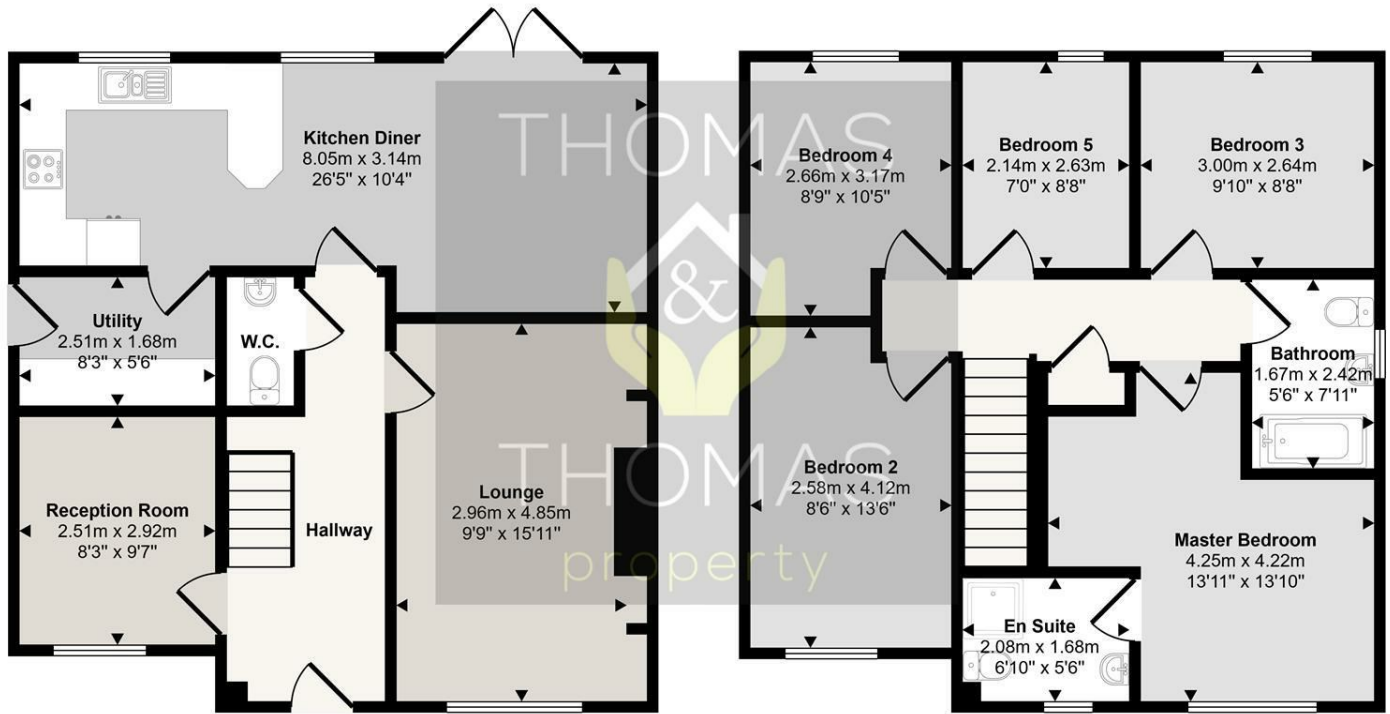 Kitchen Diner
8.05m x 3.14m
26'5" x 10'4"
Utility
2.51m x 1.68m
8'3" x 5'6"
W.C.
Reception Room
2.51m x 2.92m
8'3" x 9'7"
Hallway
Lounge
2.96m x 4.85m
9'9" x 15'11"
THOMAS
&
THOMAS
property
Bedroom 4
2.66m x 3.17m
8'9" x 10'5"
Bedroom 5
2.14m x 2.63m
7'0" x 8'8"
Bedroom 3
3.00m x 2.64m
9'10" x 8'8"
Bathroom
1.67m x 2.42m
5'6" x 7'11"
Bedroom 2
2.58m x 4.12m
8'6" x 13'6"
Master Bedroom
4.25m x 4.22m
13'11" x 13'10"
En Suite
2.08m x 1.68m
6'10" x 5'6"